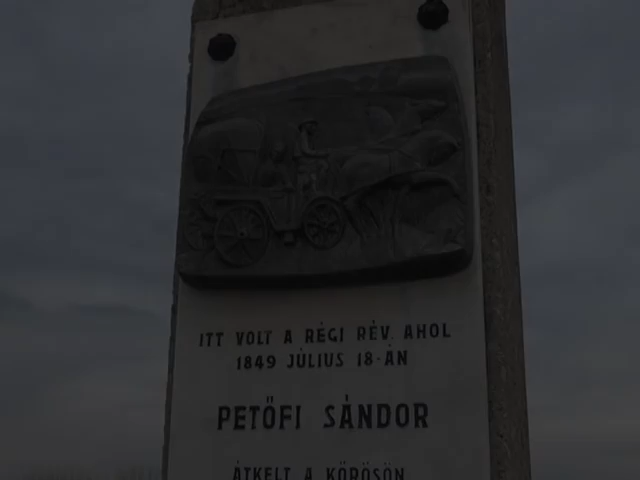 ITT VOLT A RÉGI RÉV. AHOL
1849 JÚLIUS 18-ÁN
PETŐFI SÁNDOR
ÁTKELT A KÖRÖSÖN